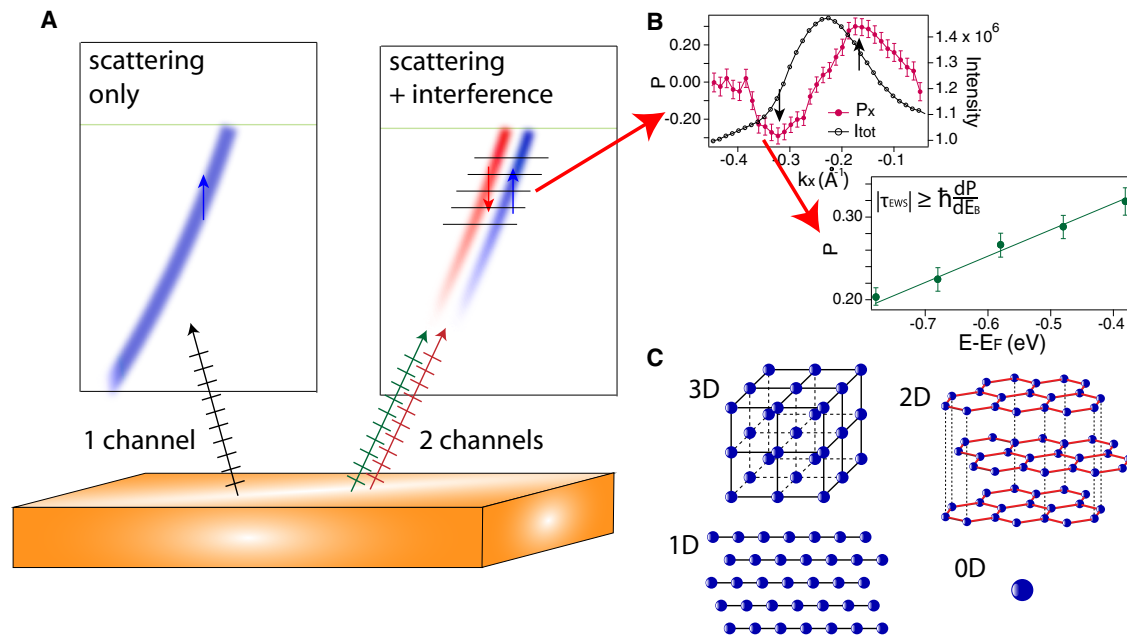 A
scattering
only
scattering
+ interference
1 channel
2 channels
B
P
0.20
0.00
-0.20
1.4 x 10⁶
1.3
1.2
1.1
1.0
Intensity
Px
Itot
-0.4
-0.3
-0.2
-0.1
kx (Å⁻¹)
|τEWS| ≥ ħ dP
dEB
P
0.30
0.20
-0.7
-0.6
-0.5
-0.4
E-EF (eV)
C
3D
2D
1D
0D